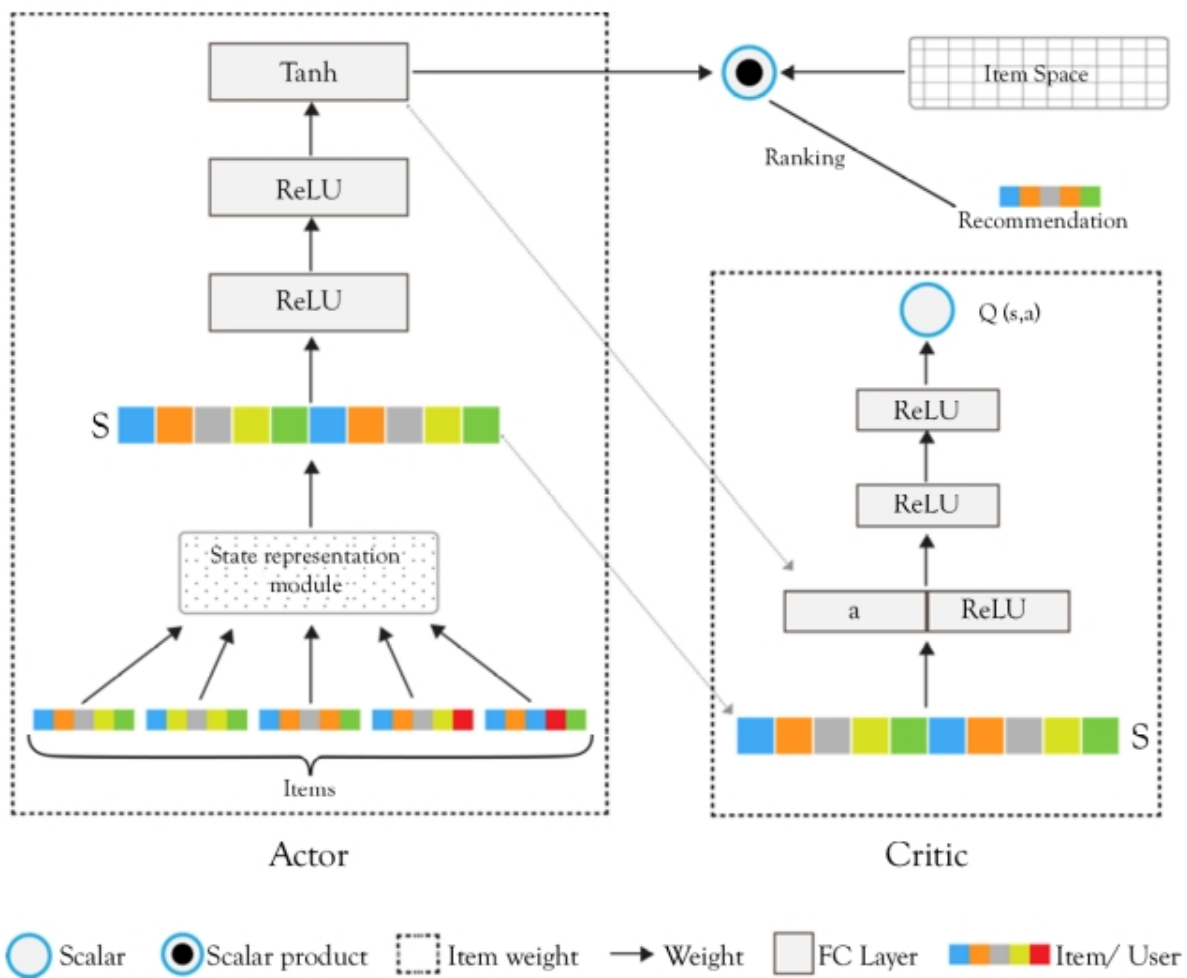 Tanh
Item Space
ReLU
Ranking
Recommendation
ReLU
Q (s,a)
ReLU
S
ReLU
State representation
module
a
ReLU
S
Items
Actor
Critic
Scalar
Scalar product
Item weight
Weight
FC Layer
Item/ User